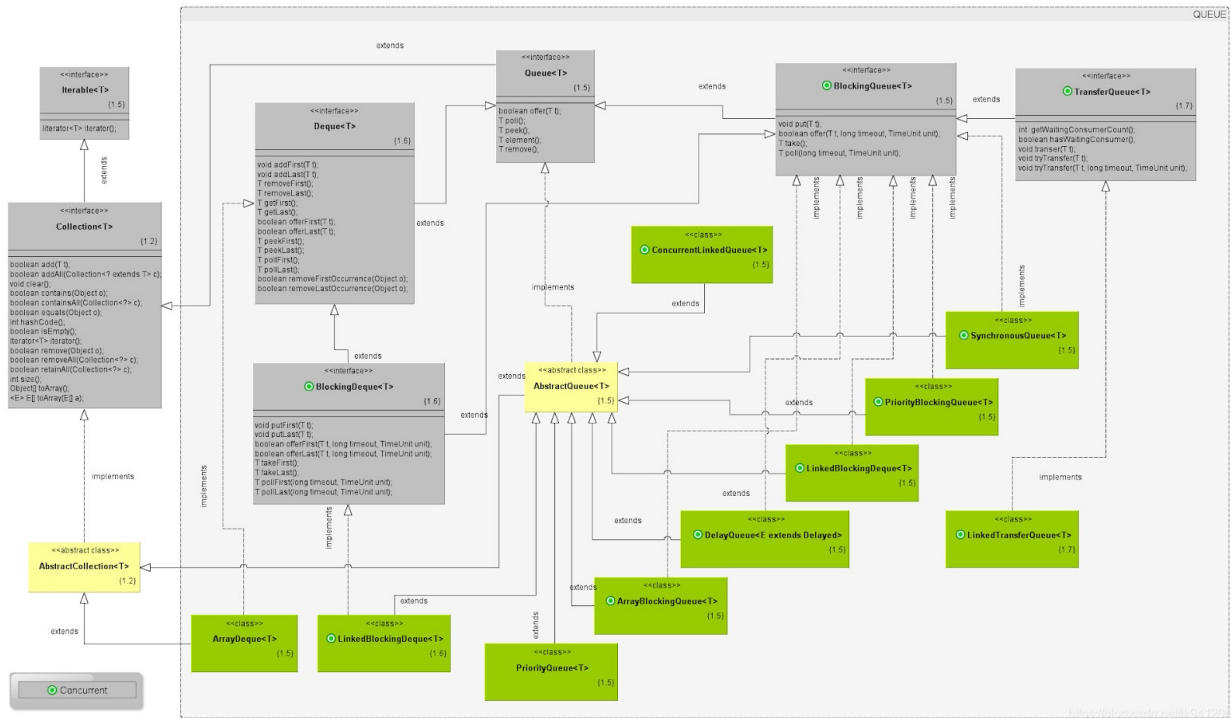 QUEUE
<<interface>>
Iterable<T>
{1.5}
Iterator<T> iterator();
extends
<<interface>>
Collection<T>
{1.2}
boolean add(T t);
boolean addAll(Collection<? extends T> c);
void clear();
boolean contains(Object o);
boolean containsAll(Collection<?> c);
boolean equals(Object o);
int hashCode();
boolean isEmpty();
Iterator<T> iterator();
boolean remove(Object o);
boolean removeAll(Collection<?> c);
boolean retainAll(Collection<?> c);
int size();
Object[] toArray();
<E> E[] toArray(E[] a);
implements
<<abstract class>>
AbstractCollection<T>
{1.2}
extends
Concurrent
extends
<<interface>>
Deque<T>
{1.6}
void addFirst(T t);
void addLast(T t);
T removeFirst();
T removeLast();
T getFirst();
T getLast();
boolean offerFirst(T t);
boolean offerLast(T t);
T peekFirst();
T peekLast();
T pollFirst();
T pollLast();
boolean removeFirstOccurrence(Object o);
boolean removeLastOccurrence(Object o);
extends
extends
<<interface>>
BlockingDeque<T>
{1.6}
void putFirst(T t);
void putLast(T t);
boolean offerFirst(T t, long timeout, TimeUnit unit);
boolean offerLast(T t, long timeout, TimeUnit unit);
T takeFirst();
T takeLast();
T pollFirst(long timeout, TimeUnit unit);
T pollLast(long timeout, TimeUnit unit);
extends
implements
implements
<<class>>
ArrayDeque<T>
{1.5}
<<class>>
LinkedBlockingDeque<T>
{1.6}
extends
<<interface>>
Queue<T>
{1.5}
boolean offer(T t);
T poll();
T peek();
T element();
T remove();
implements
extends
<<abstract class>>
AbstractQueue<T>
{1.5}
extends
<<class>>
PriorityQueue<T>
{1.5}
extends
<<interface>>
BlockingQueue<T>
{1.5}
void put(T t);
boolean offer(T t, long timeout, TimeUnit unit);
T take();
T poll(long timeout, TimeUnit unit);
implements
implements
implements
implements
implements
extends
<<interface>>
TransferQueue<T>
{1.7}
int getWaitingConsumerCount();
boolean hasWaitingConsumer();
void transer(T t);
void tryTransfer(T t);
void tryTransfer(T t, long timeout, TimeUnit unit);
implements
<<class>>
ConcurrentLinkedQueue<T>
{1.5}
extends
<<class>>
SynchronousQueue<T>
{1.5}
<<class>>
PriorityBlockingQueue<T>
{1.5}
extends
<<class>>
LinkedBlockingDeque<T>
{1.5}
extends
<<class>>
DelayQueue<E extends Delayed>
{1.5}
extends
<<class>>
ArrayBlockingQueue<T>
{1.5}
extends
<<class>>
LinkedTransferQueue<T>
{1.7}